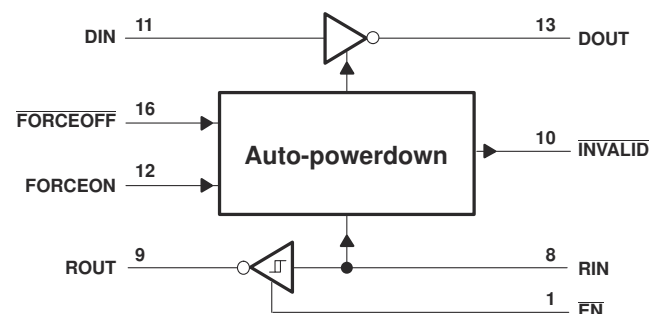 DIN 11 13 DOUT
FORCEOFF 16
Auto-powerdown
10 INVALID
FORCEON 12
ROUT 9 8 RIN
1 EN